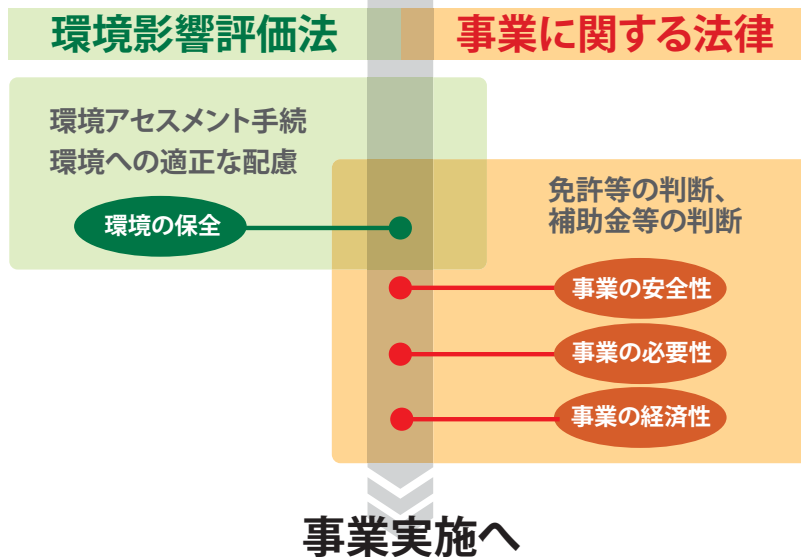 環境影響評価法
事業に関する法律
環境アセスメント手続
環境への適正な配慮
環境の保全
免許等の判断、
補助金等の判断
事業の安全性
事業の必要性
事業の経済性
事業実施へ